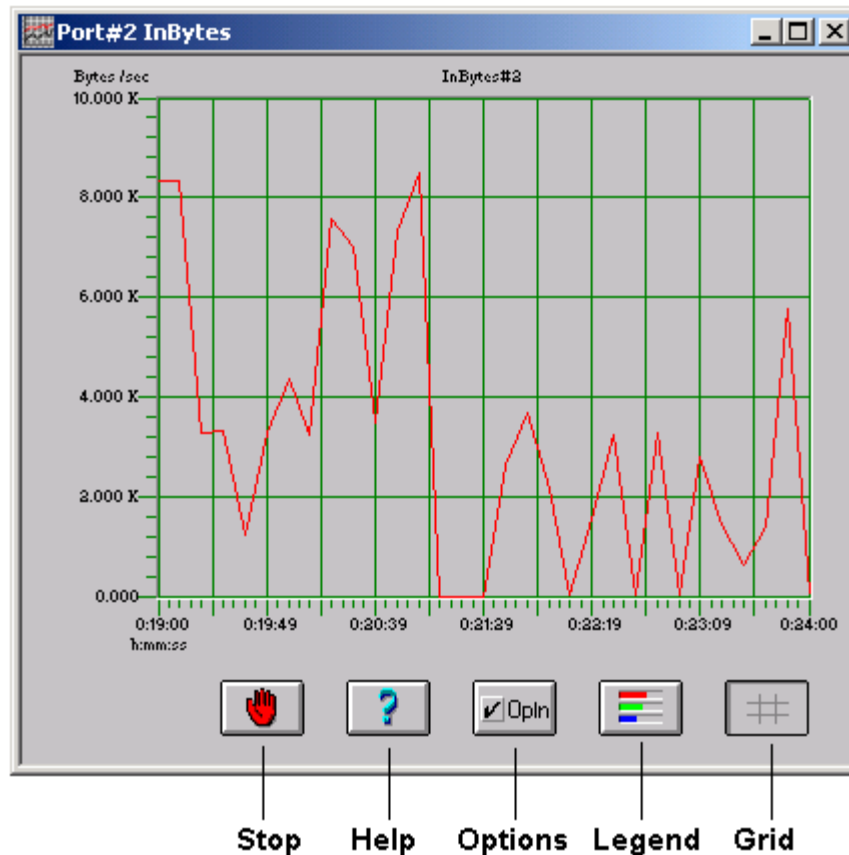 Port#2 InBytes
Bytes /sec
InBytes#2
10.000 K
8.000 K
6.000 K
4.000 K
2.000 K
0.000
0:19:00 0:19:49 0:20:39 0:21:29 0:22:19 0:23:09 0:24:00
h:mm:ss
? OpIn
Stop Help Options Legend Grid